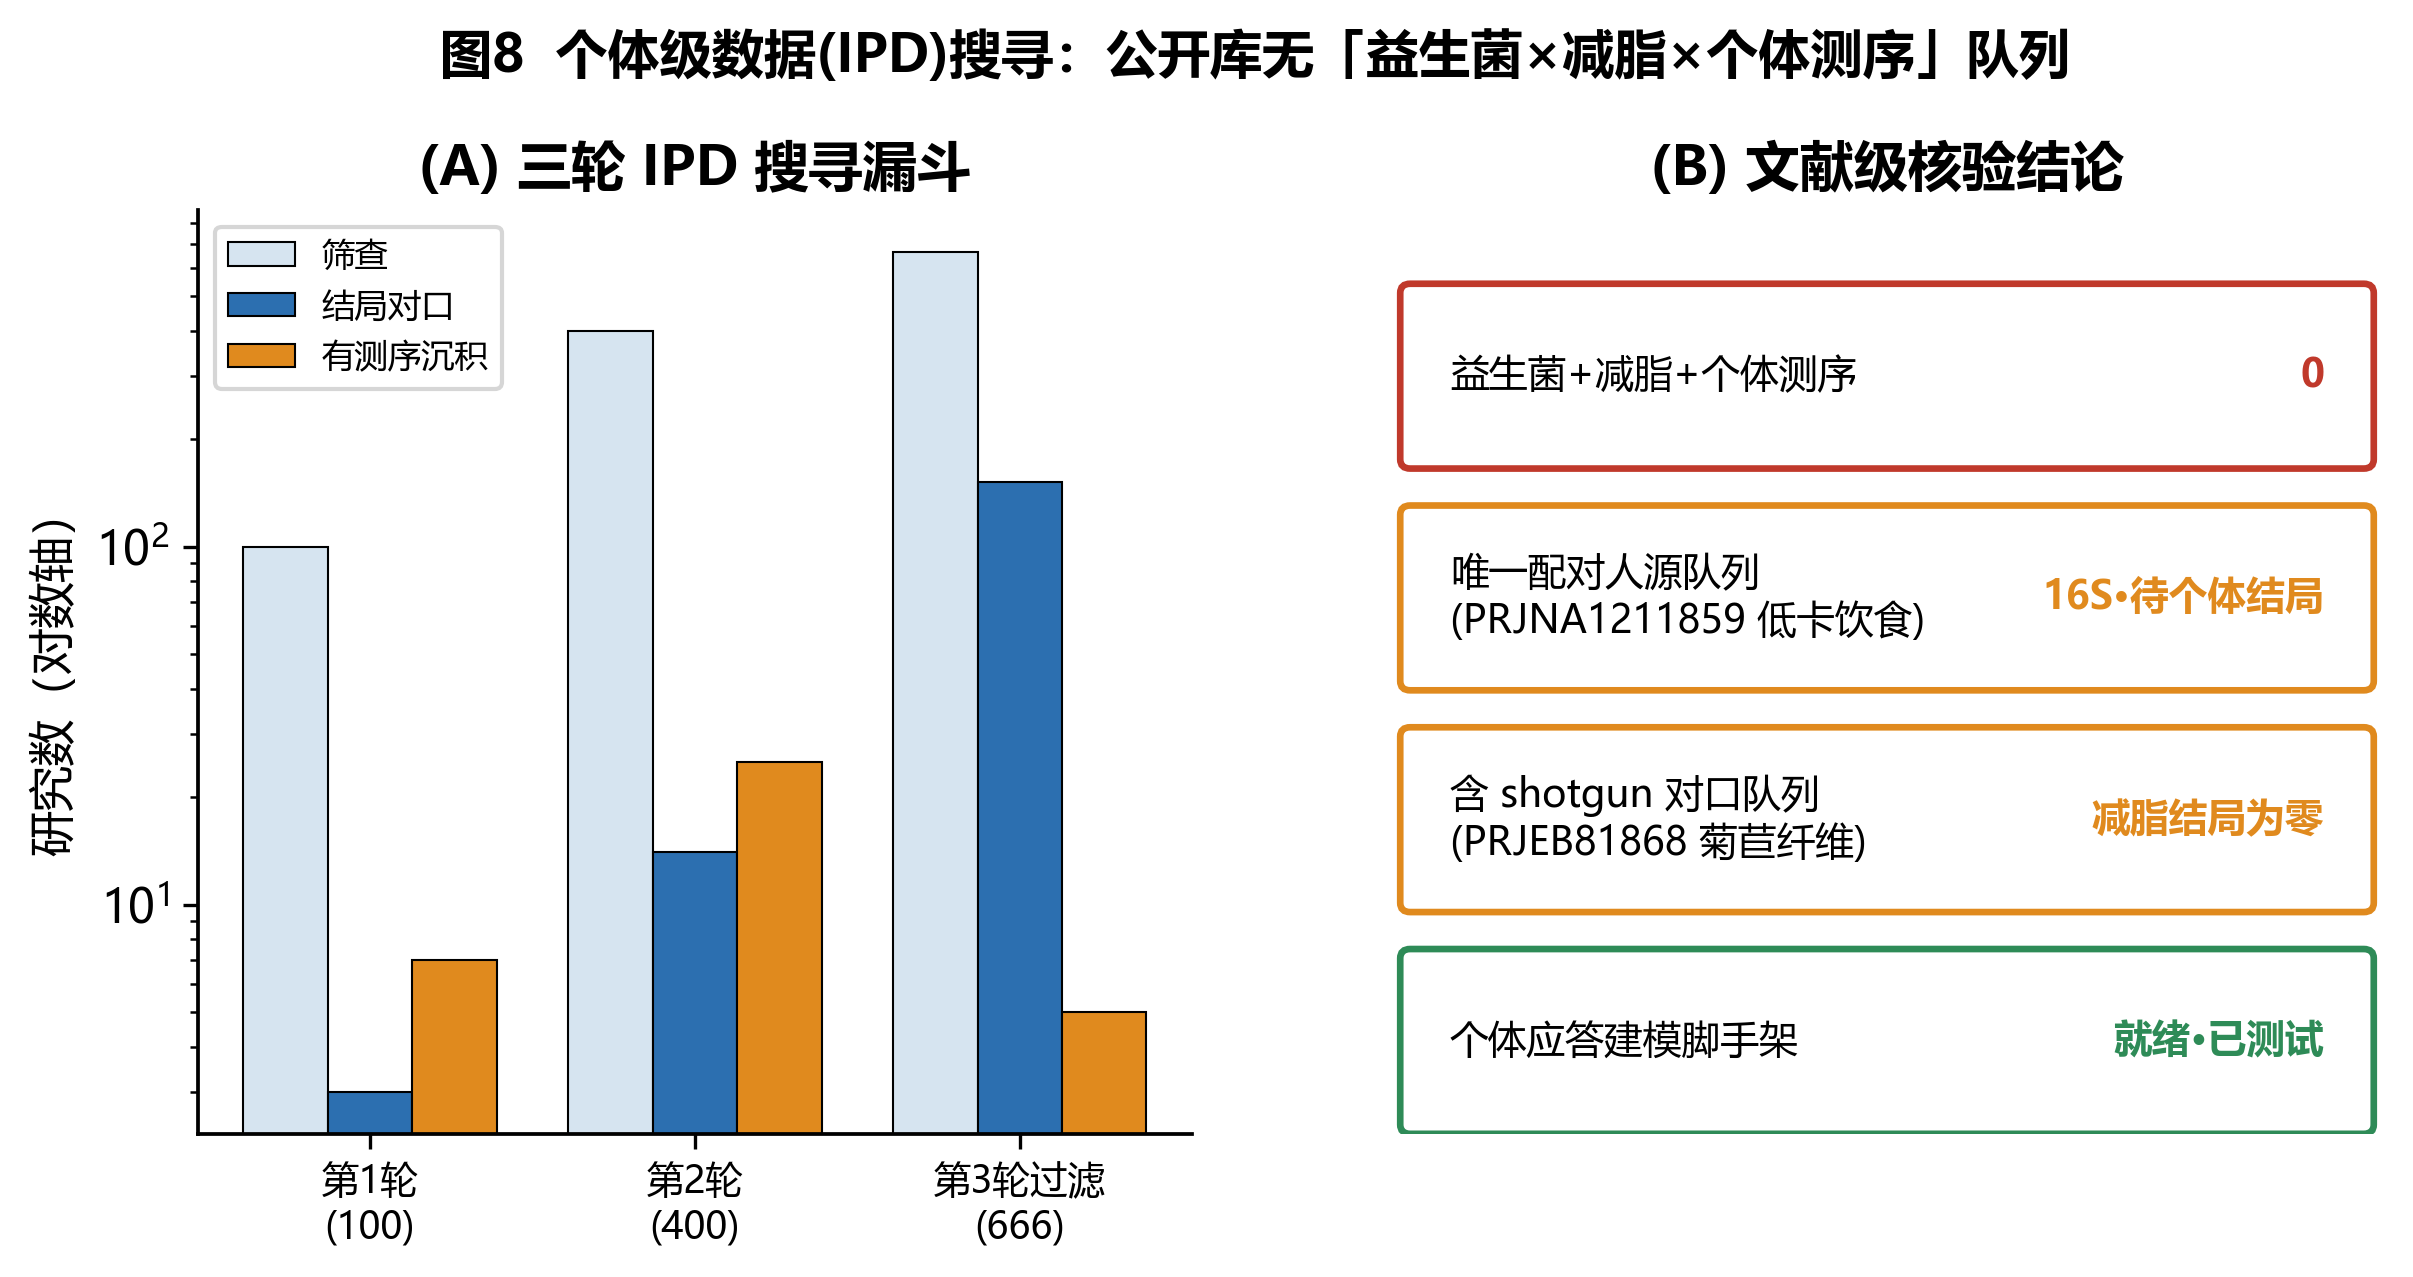 图8  个体级数据(IPD)搜寻：公开库无「益生菌×减脂×个体测序」队列
(A) 三轮 IPD 搜寻漏斗
筛查
结局对口
有测序沉积
研究数（对数轴）
10²
10¹
第1轮
(100)
第2轮
(400)
第3轮过滤
(666)
(B) 文献级核验结论
益生菌+减脂+个体测序
0
唯一配对人源队列
(PRJNA1211859 低卡饮食)
16S•待个体结局
含 shotgun 对口队列
(PRJEB81868 菊苣纤维)
减脂结局为零
个体应答建模脚手架
就绪•已测试